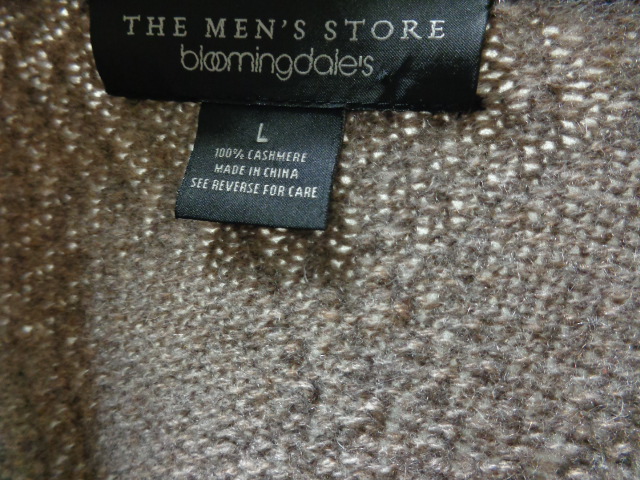 THE MEN'S STORE
bloomingdale's
L
100% CASHMERE
MADE IN CHINA
SEE REVERSE FOR CARE